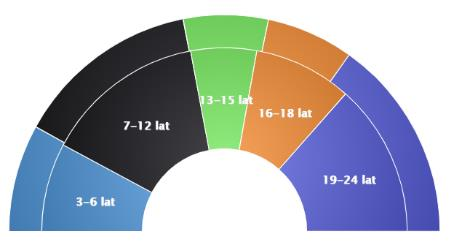 3–6 lat
7–12 lat
13–15 lat
16–18 lat
19–24 lat